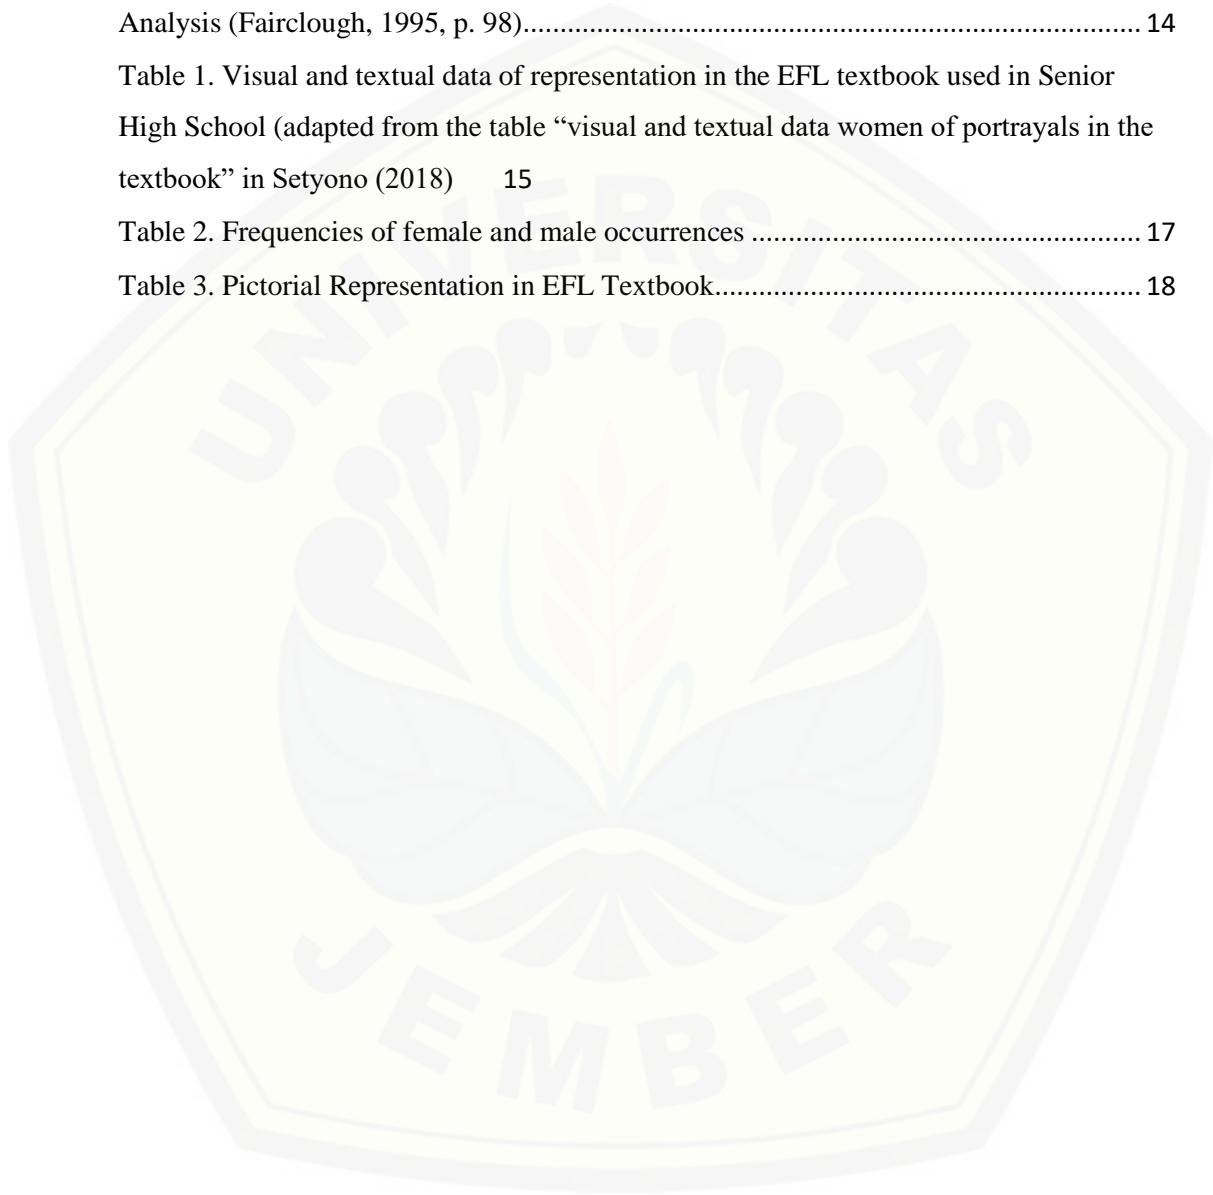 Analysis (Fairclough, 1995, p. 98)................................................................................... 14
Table 1. Visual and textual data of representation in the EFL textbook used in Senior
High School (adapted from the table “visual and textual data women of portrayals in the
textbook” in Setyono (2018) 15
Table 2. Frequencies of female and male occurrences .................................................... 17
Table 3. Pictorial Representation in EFL Textbook......................................................... 18
UNIVERSITAS
JEMBER